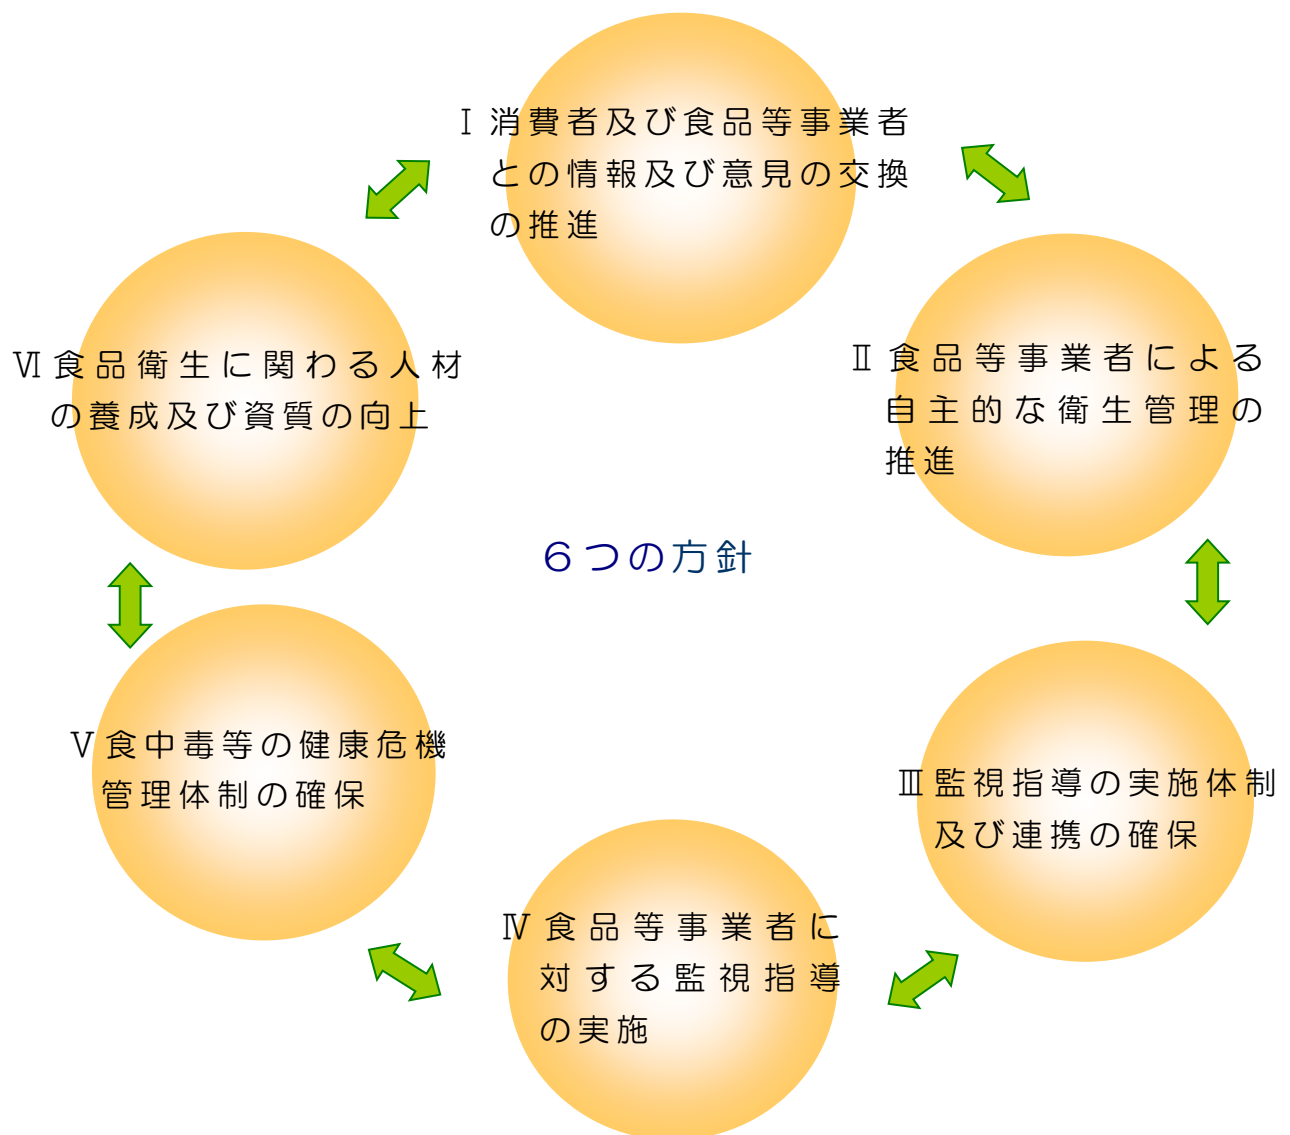 Ⅰ 消費者及び食品等事業者
との情報及び意見の交換
の推進
Ⅱ 食品等事業者による
自主的な衛生管理の
推進
Ⅲ 監視指導の実施体制
及び連携の確保
Ⅳ 食品等事業者に
対する監視指導
の実施
Ⅴ 食中毒等の健康危機
管理体制の確保
Ⅵ 食品衛生に関わる人材
の養成及び資質の向上
6つの方針